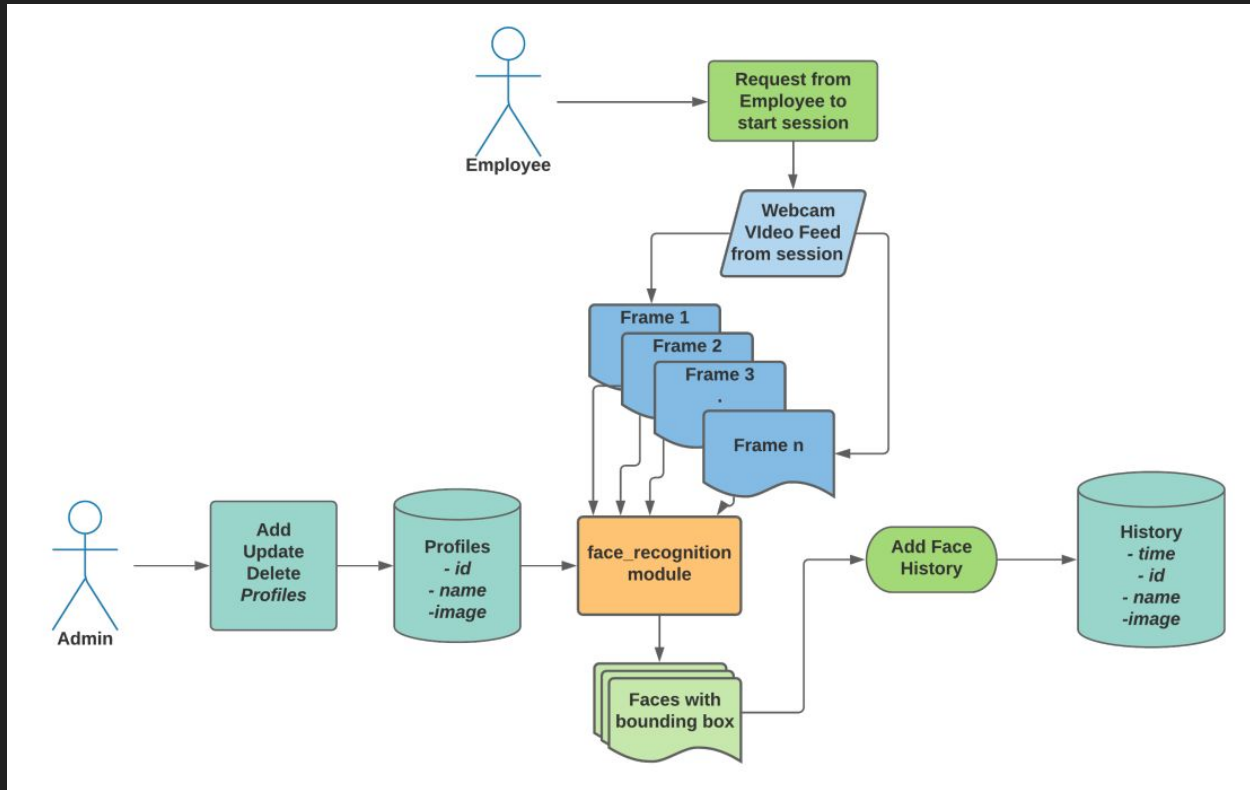 Employee
Request from
Employee to
start session
Webcam
VIdeo Feed
from session
Frame 1
Frame 2
Frame 3
.
Frame n
Admin
Add
Update
Delete
Profiles
Profiles
- id
- name
-image
face_recognition
module
Faces with
bounding box
Add Face
History
History
- time
- id
- name
-image